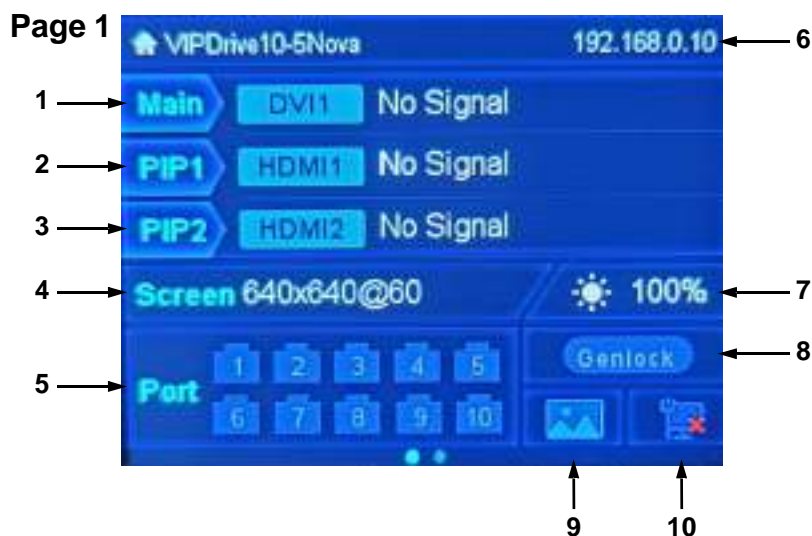 Page 1
VIPDrive10-5Nova 192.168.0.10 6
1 Main DVI1 No Signal
2 PIP1 HDMI1 No Signal
3 PIP2 HDMI2 No Signal
4 Screen 640x640@60 100% 7
5 Port 1 2 3 4 5 Genlock 8
6 7 8 9 10
9 10